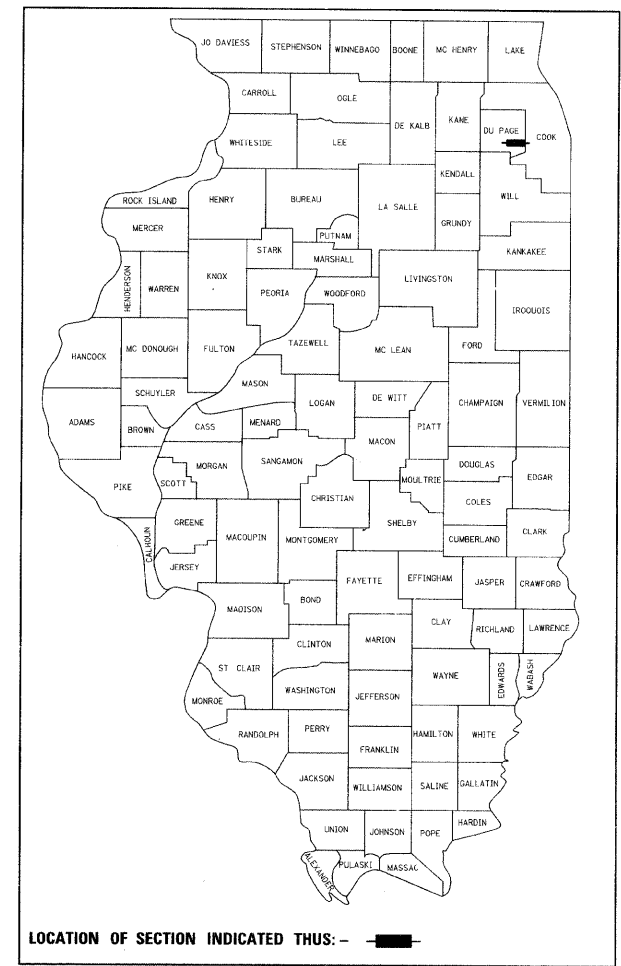 JO DAVIESS
STEPHENSON
WINNEBAGO
BOONE
MC HENRY
LAKE
CARROLL
OGLE
DE KALB
KANE
DU PAGE
COOK
WHITESIDE
LEE
KENDALL
WILL
ROCK ISLAND
HENRY
BUREAU
LA SALLE
GRUNDY
MERCER
PUTNAM
STARK
MARSHALL
KANKAKEE
HENDERSON
WARREN
KNOX
PEORIA
WOODFORD
LIVINGSTON
IROQUOIS
HANCOCK
MC DONOUGH
FULTON
TAZEWELL
MC LEAN
FORD
SCHUYLER
MASON
LOGAN
DE WITT
CHAMPAIGN
VERMILION
ADAMS
BROWN
CASS
MENARD
MACON
PIATT
MORGAN
SANGAMON
DOUGLAS
EDGAR
PIKE
SCOTT
CHRISTIAN
MOULTRIE
COLES
CALHOUN
GREENE
MACOUPIN
MONTGOMERY
SHELBY
CUMBERLAND
CLARK
JERSEY
FAYETTE
EFFINGHAM
JASPER
CRAWFORD
MADISON
BOND
CLAY
RICHLAND
LAWRENCE
CLINTON
MARION
ST CLAIR
WAYNE
EDWARDS
WABASH
MONROE
WASHINGTON
JEFFERSON
RANDOLPH
PERRY
HAMILTON
WHITE
FRANKLIN
JACKSON
WILLIAMSON
SALINE
GALLATIN
UNION
JOHNSON
POPE
HARDIN
ALEXANDER
PULASKI
MASSAC
LOCATION OF SECTION INDICATED THUS: -